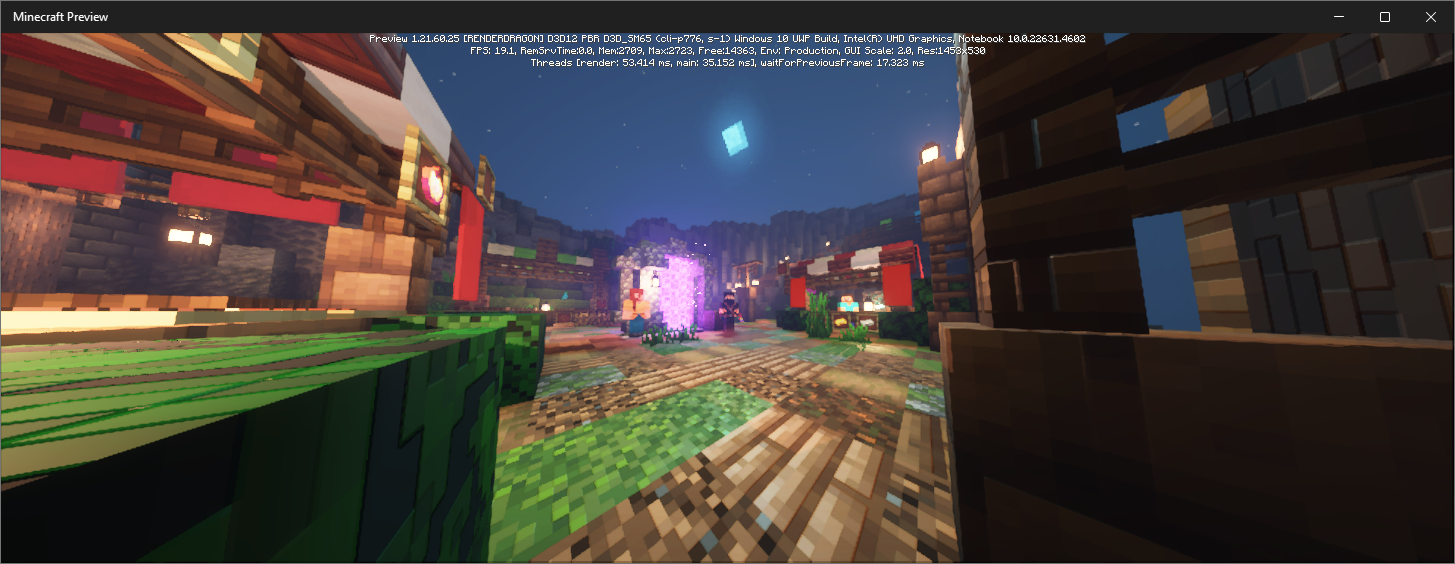 Minecraft Preview
Preview 1.21.60.25 [RENDERDRAGON] D3D12 PBR D3D_SM65 (cli-p776, s-1) Windows 10 UWP Build, Intel(R) UHD Graphics, Notebook 10.0.22631.4602
FPS: 19.1, RemSrvTime:0.0, Mem:2709, Max:2723, Free:14363, Env: Production, GUI Scale: 2.0, Res:1453x530
Threads [render: 53.414 ms, main: 35.152 ms], waitForPreviousFrame: 17.323 ms